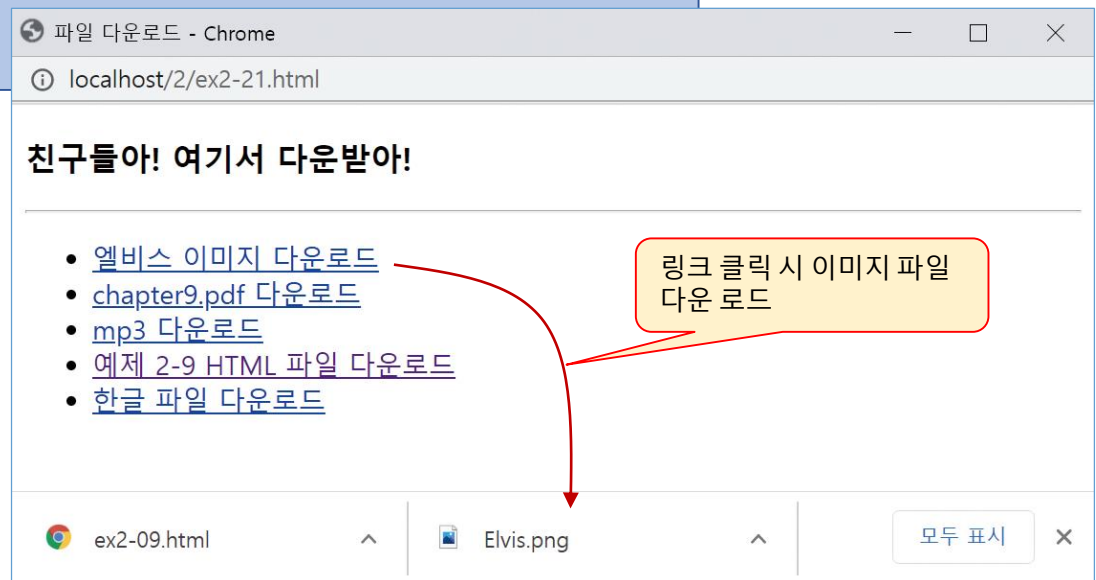 파일 다운로드 - Chrome
localhost/2/ex2-21.html
친구들아! 여기서 다운받아!
엘비스 이미지 다운로드
chapter9.pdf 다운로드
mp3 다운로드
예제 2-9 HTML 파일 다운로드
한글 파일 다운로드
링크 클릭 시 이미지 파일
다운 로드
ex2-09.html
Elvis.png
모두 표시